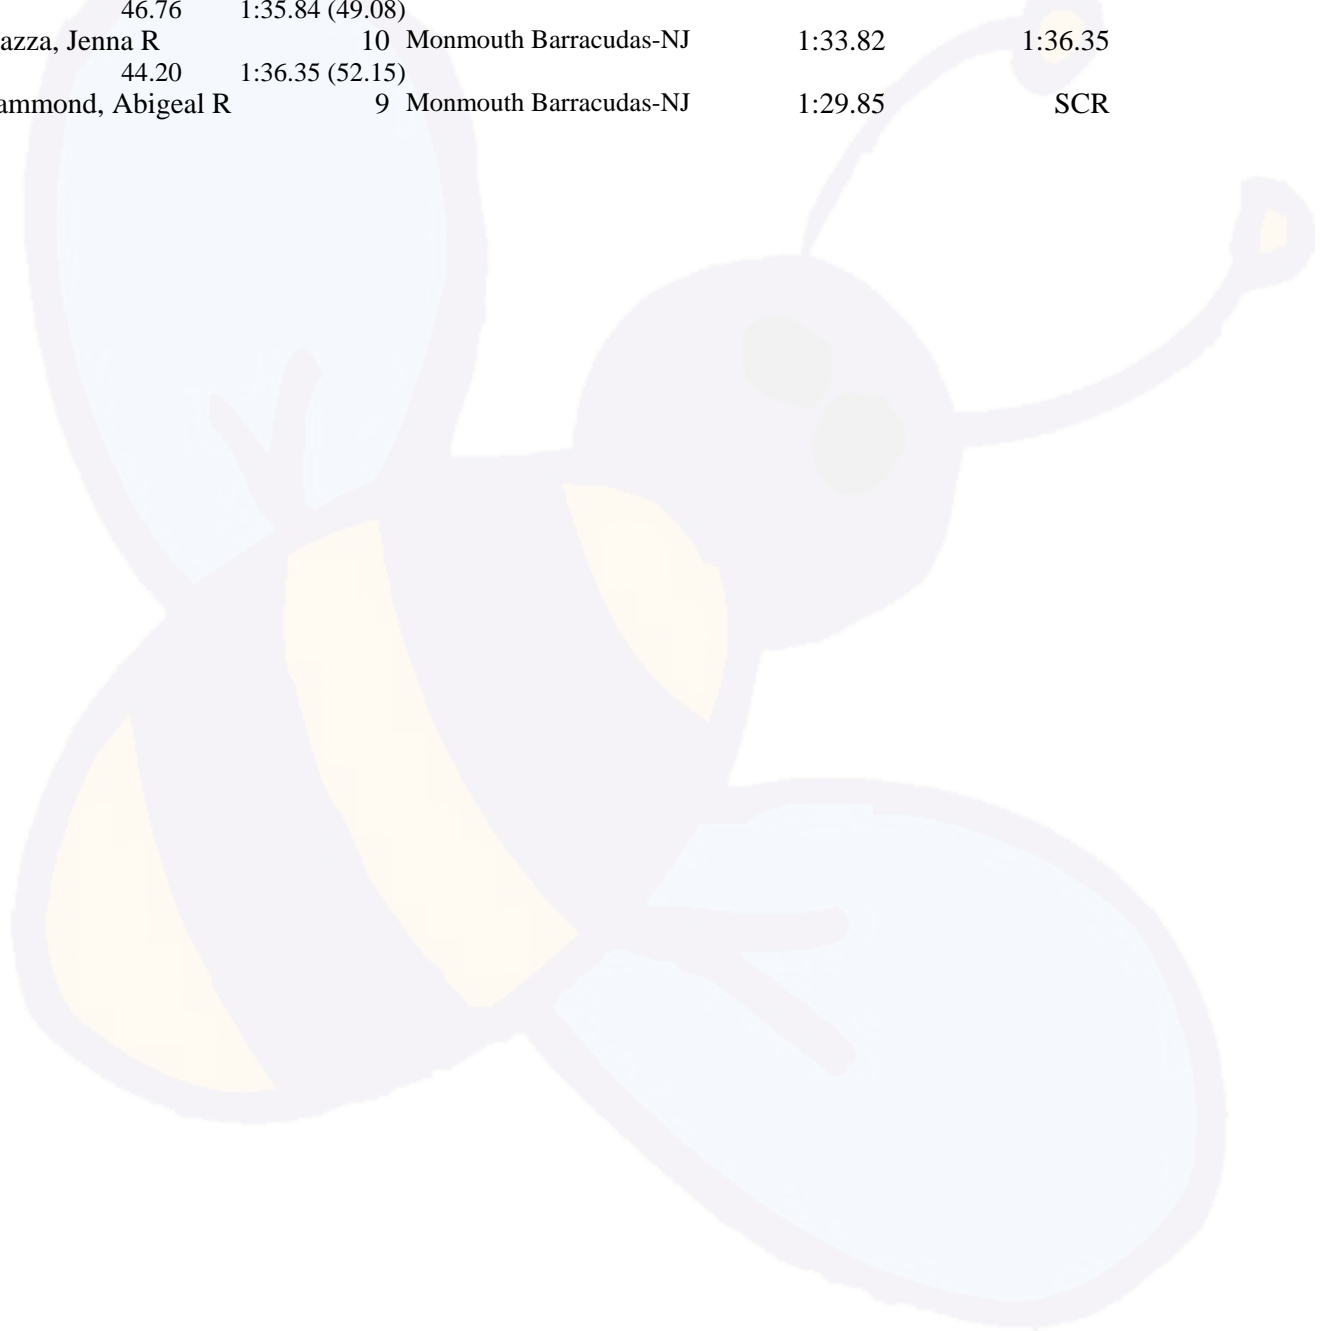 46.76 1:35.84 (49.08)
azza, Jenna R 10 Monmouth Barracudas-NJ 1:33.82 1:36.35
44.20 1:36.35 (52.15)
ammond, Abigeal R 9 Monmouth Barracudas-NJ 1:29.85 SCR